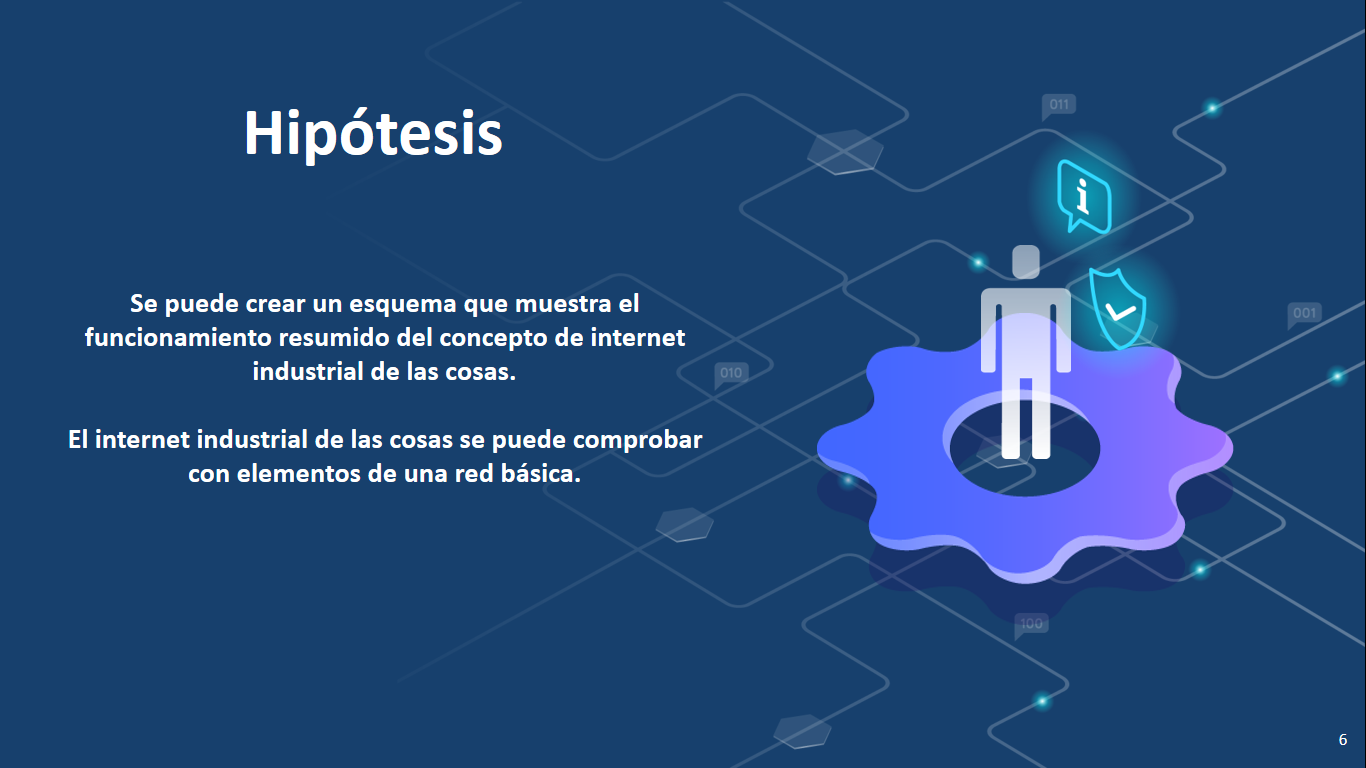 Hipótesis
011
i
Se puede crear un esquema que muestra el
funcionamiento resumido del concepto de internet
industrial de las cosas.
001
010
El internet industrial de las cosas se puede comprobar
con elementos de una red básica.
100
6